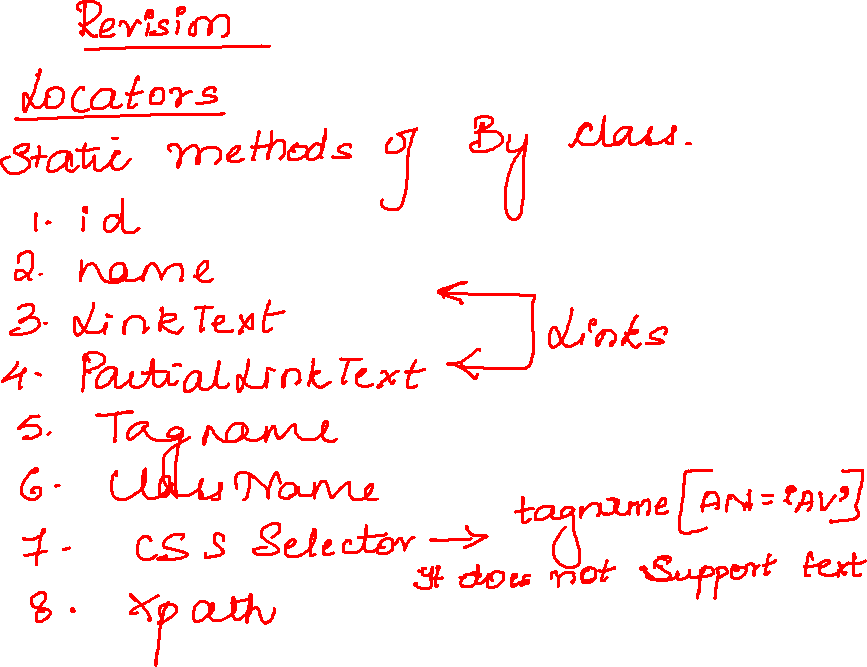 Revision
Locators
Static methods of By class.
1. id
2. name
3. LinkText
Links
4. PartialLinkText
5. Tagname
6. ClassName
7. CSS Selector → tagname[AN='AV']
It does not support text
8. Xpath